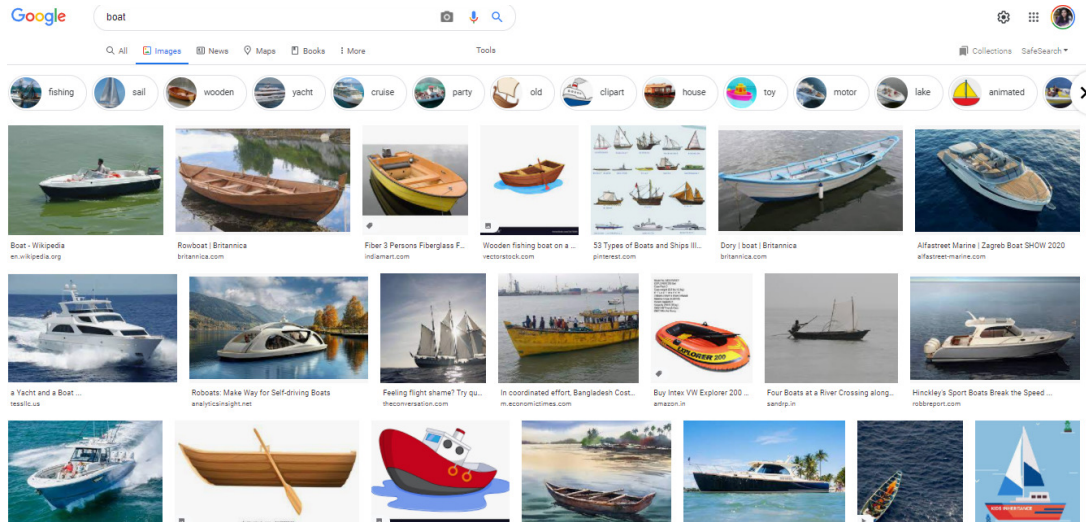 Google
boat
All
Images
News
Maps
Books
More
Tools
Collections
SafeSearch
fishing
sail
wooden
yacht
cruise
party
old
clipart
house
toy
motor
lake
animated
Boat - Wikipedia
en.wikipedia.org
Rowboat | Britannica
britannica.com
Fiber 3 Persons Fiberglass F...
indiamart.com
Wooden fishing boat on a ...
vectorstock.com
53 Types of Boats and Ships Ill...
pinterest.com
Dory | boat | Britannica
britannica.com
Alfastreet Marine | Zagreb Boat SHOW 2020
alfastreet-marine.com
EXPLORER 200
a Yacht and a Boat ...
tessllc.us
Roboats: Make Way for Self-driving Boats
analyticsinsight.net
Feeling flight shame? Try qu...
theconversation.com
In coordinated effort, Bangladesh Cost...
m.economictimes.com
Buy Intex VW Explorer 200 ...
amazon.in
Four Boats at a River Crossing along...
sandrp.in
Hinckley's Sport Boats Break the Speed ...
robbreport.com